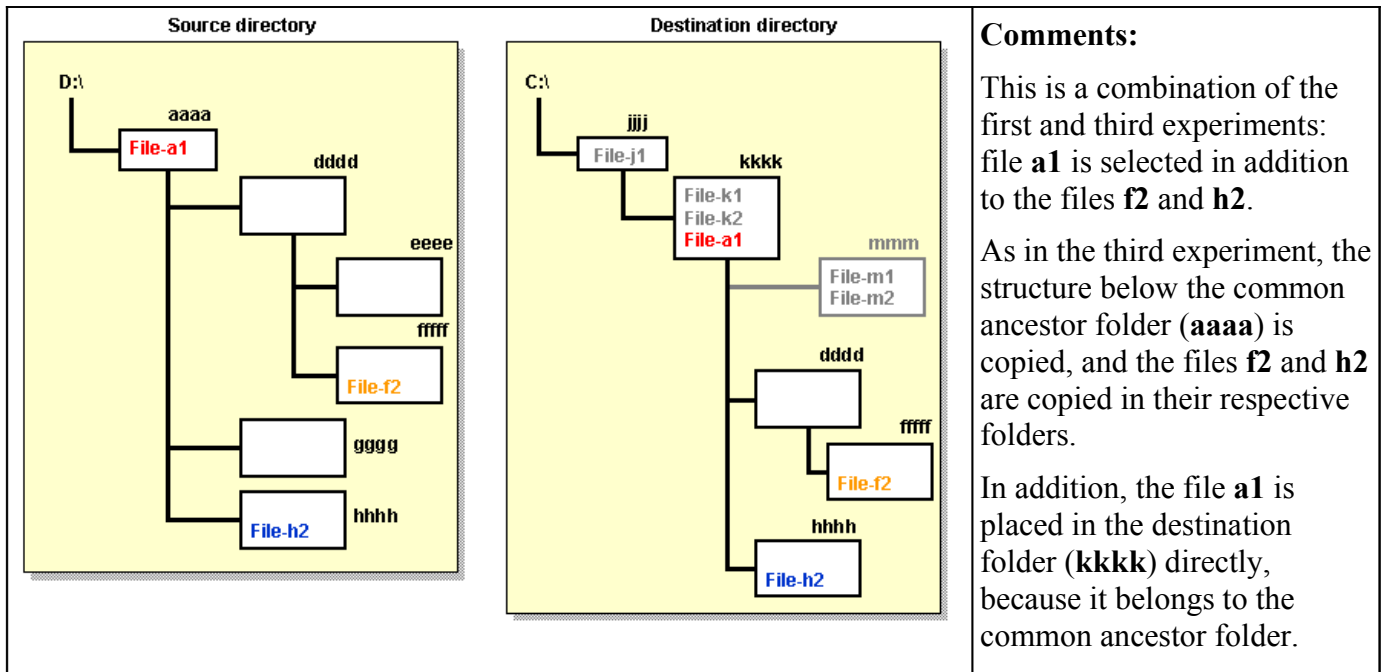 Source directory
D:\
aaaa
File-a1
dddd
eeee
fffff
File-f2
gggg
hhhh
File-h2
Destination directory
C:\
jjjj
File-j1
kkkk
File-k1
File-k2
File-a1
mmm
File-m1
File-m2
dddd
fffff
File-f2
hhhh
File-h2
Comments:
This is a combination of the
first and third experiments:
file a1 is selected in addition
to the files f2 and h2.
As in the third experiment, the
structure below the common
ancestor folder (aaaa) is
copied, and the files f2 and h2
are copied in their respective
folders.
In addition, the file a1 is
placed in the destination
folder (kkkk) directly,
because it belongs to the
common ancestor folder.